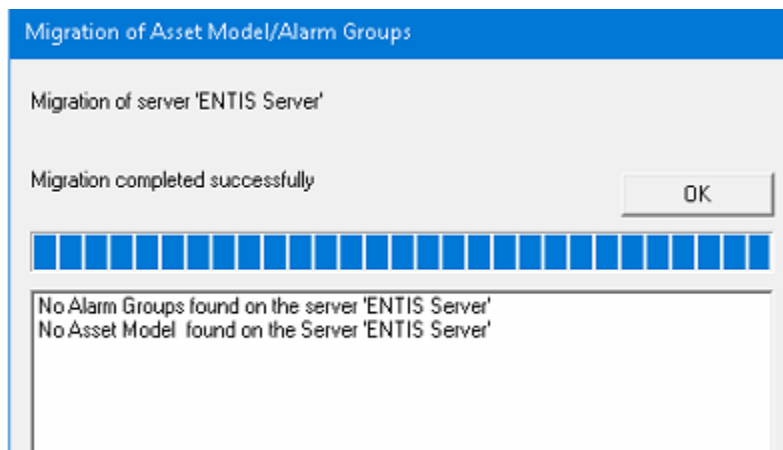 Migration of Asset Model/Alarm Groups
Migration of server 'ENTIS Server'
Migration completed successfully
OK
No Alarm Groups found on the server 'ENTIS Server'
No Asset Model  found on the Server 'ENTIS Server'